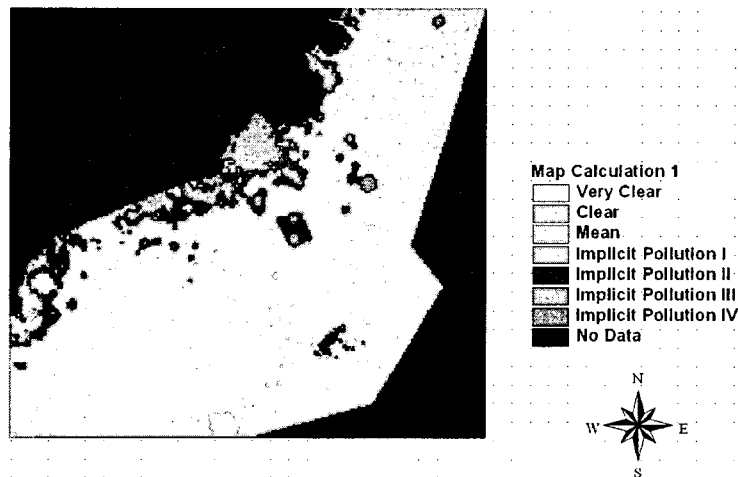 Map Calculation 1
Very Clear
Clear
Mean
Implicit Pollution I
Implicit Pollution II
Implicit Pollution III
Implicit Pollution IV
No Data
N
W E
S